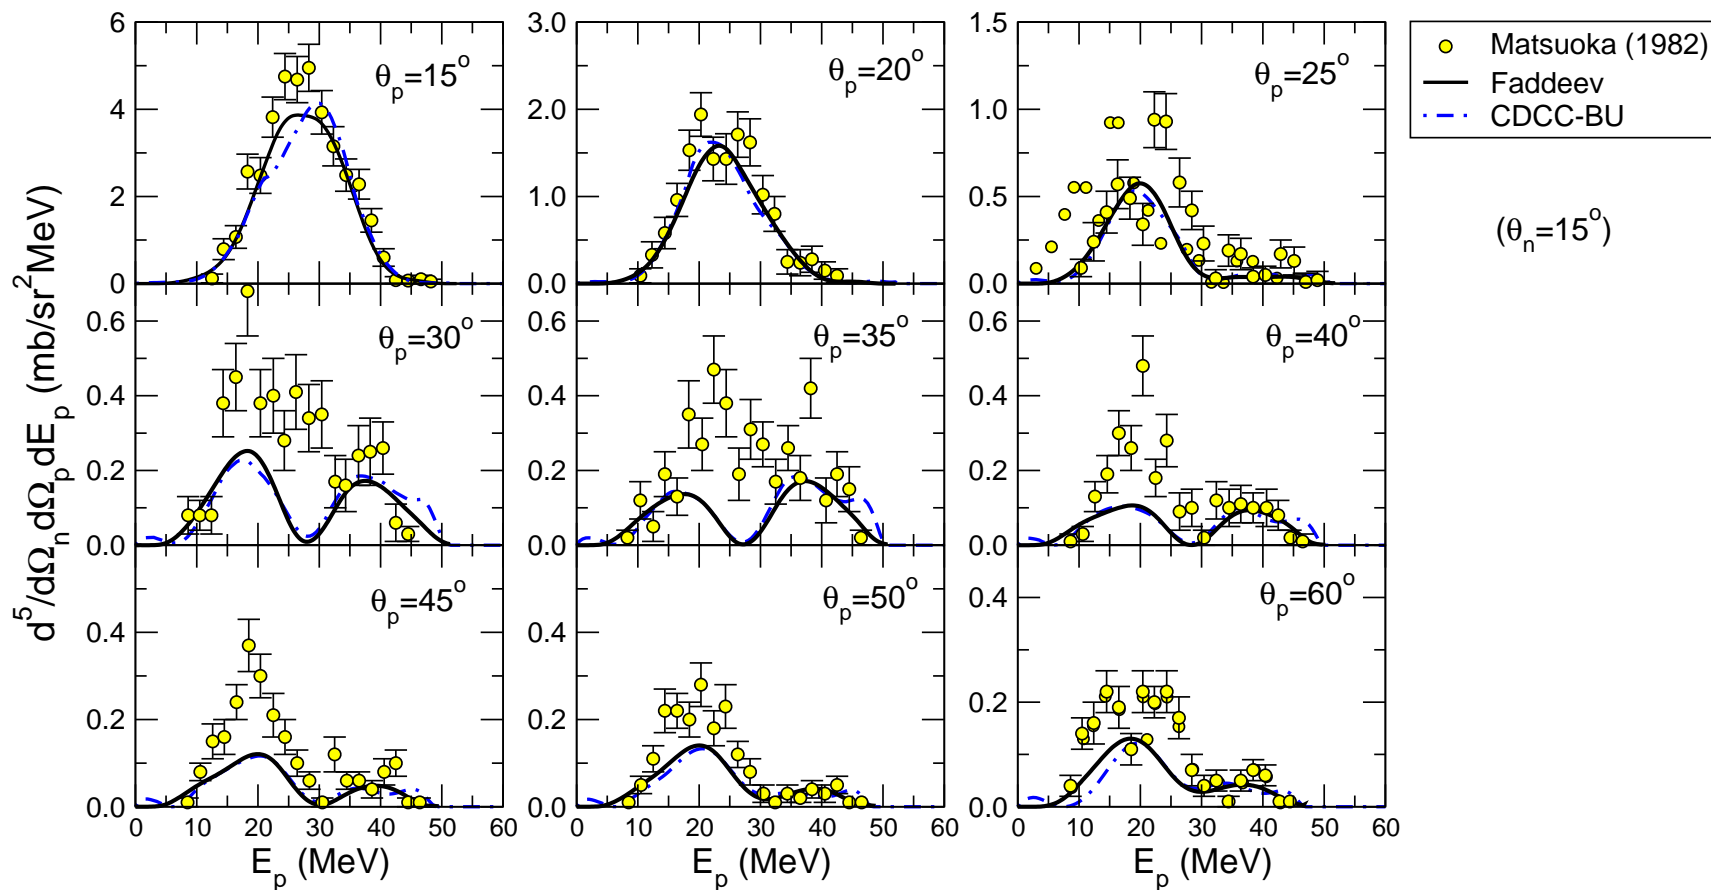 6
4
2
0
θp=15°
3.0
2.0
1.0
0.0
θp=20°
1.5
1.0
0.5
0.0
θp=25°
Matsuoka (1982)
Faddeev
CDCC-BU
(θn=15°)
d⁵/dΩn dΩp dEp (mb/sr² MeV)
0.6
0.4
0.2
0.0
θp=30°
0.6
0.4
0.2
0.0
θp=35°
0.6
0.4
0.2
0.0
θp=40°
0.4
0.2
0.0
θp=45°
0.4
0.2
0.0
θp=50°
0.4
0.2
0.0
θp=60°
0 10 20 30 40 50 60
0 10 20 30 40 50 60
0 10 20 30 40 50 60
Ep (MeV)
Ep (MeV)
Ep (MeV)